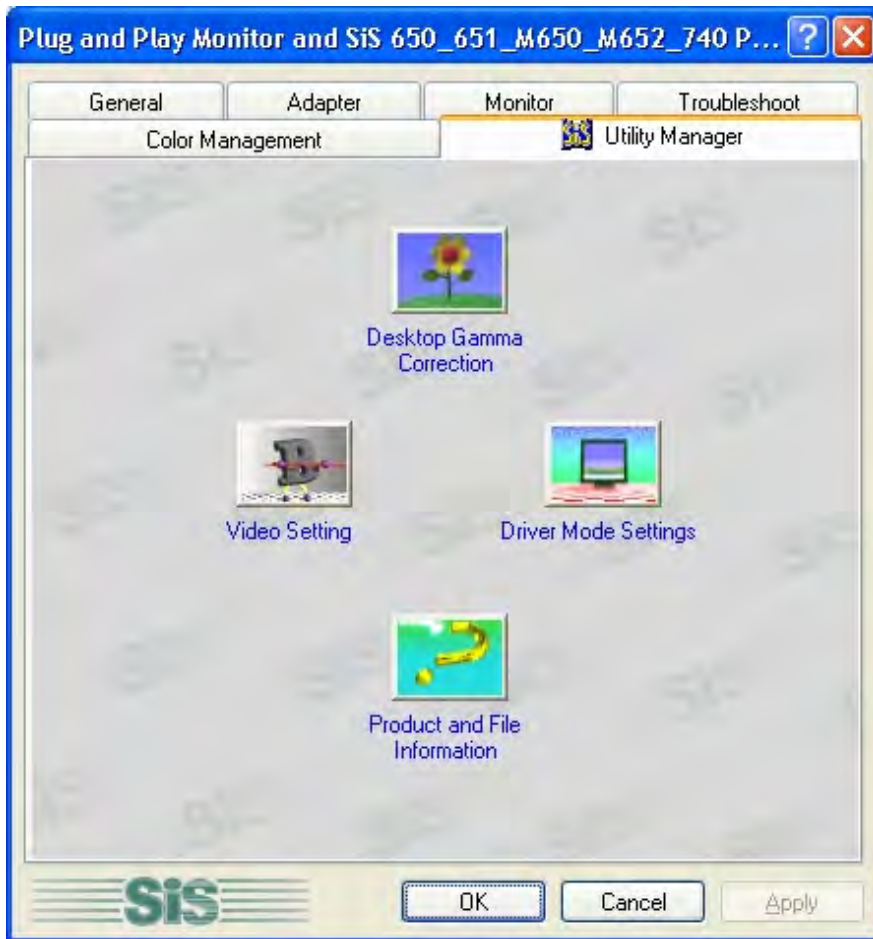 Plug and Play Monitor and SiS 650_651_M650_M652_740 P...
General Adapter Monitor Troubleshoot
Color Management SiS Utility Manager
Desktop Gamma
Correction
Video Setting Driver Mode Settings
Product and File
Information
SiS OK Cancel Apply